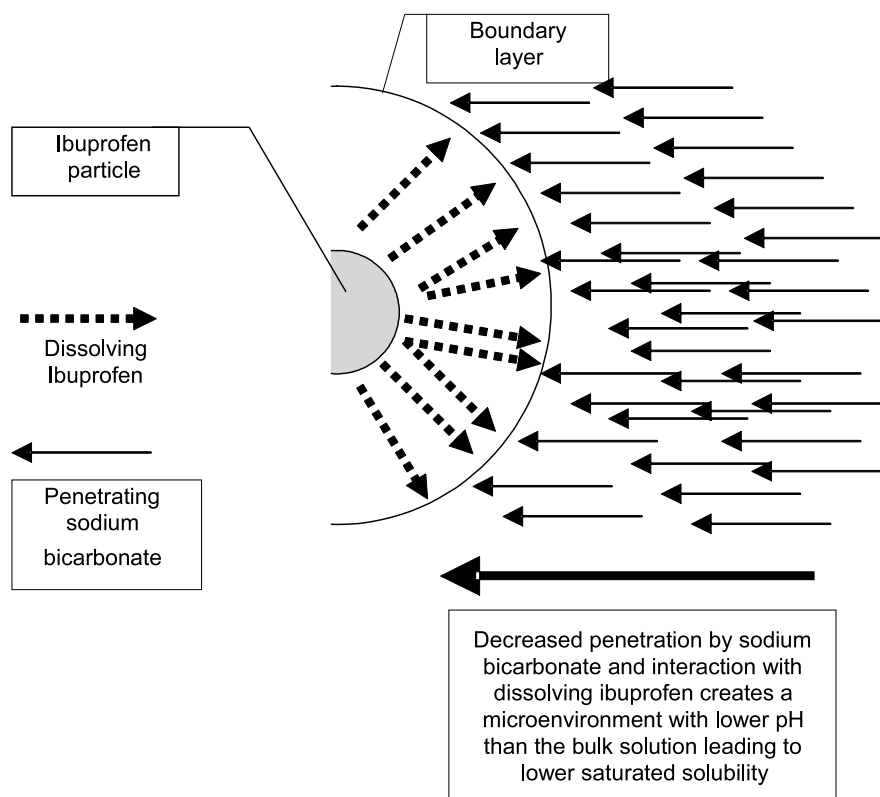 Boundary
layer
Ibuprofen
particle
Dissolving
Ibuprofen
Penetrating
sodium
bicarbonate
Decreased penetration by sodium
bicarbonate and interaction with
dissolving ibuprofen creates a
microenvironment with lower pH
than the bulk solution leading to
lower saturated solubility